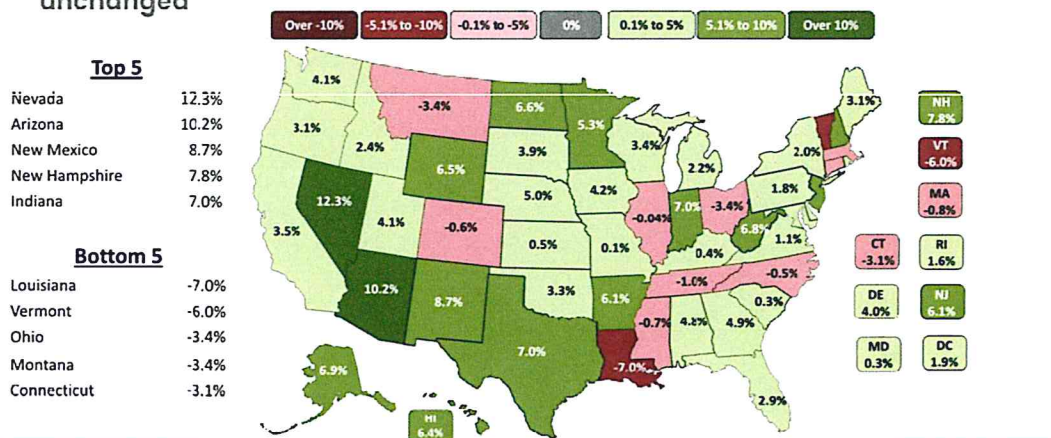 unchanged
Over -10% -5.1% to -10% -0.1% to -5% 0% 0.1% to 5% 5.1% to 10% Over 10%
Top 5
Nevada 12.3%
Arizona 10.2%
New Mexico 8.7%
New Hampshire 7.8%
Indiana 7.0%
Bottom 5
Louisiana -7.0%
Vermont -6.0%
Ohio -3.4%
Montana -3.4%
Connecticut -3.1%
4.1%
-3.4%
6.6%
5.3%
3.1%
3.1%
2.4%
6.5%
3.9%
3.4%
2.2%
2.0%
12.3%
4.1%
5.0%
4.2%
1.8%
3.5%
-0.6%
0.5%
0.1%
-0.04%
7.0%
-3.4%
6.8%
1.1%
0.4%
10.2%
8.7%
3.3%
6.1%
-1.0%
-0.5%
0.3%
7.0%
-7.0%
-0.7%
4.9%
2.9%
6.9%
HI
6.4%
NH
7.8%
VT
-6.0%
MA
-0.8%
CT
-3.1%
RI
1.6%
DE
4.0%
NJ
6.1%
MD
0.3%
DC
1.9%